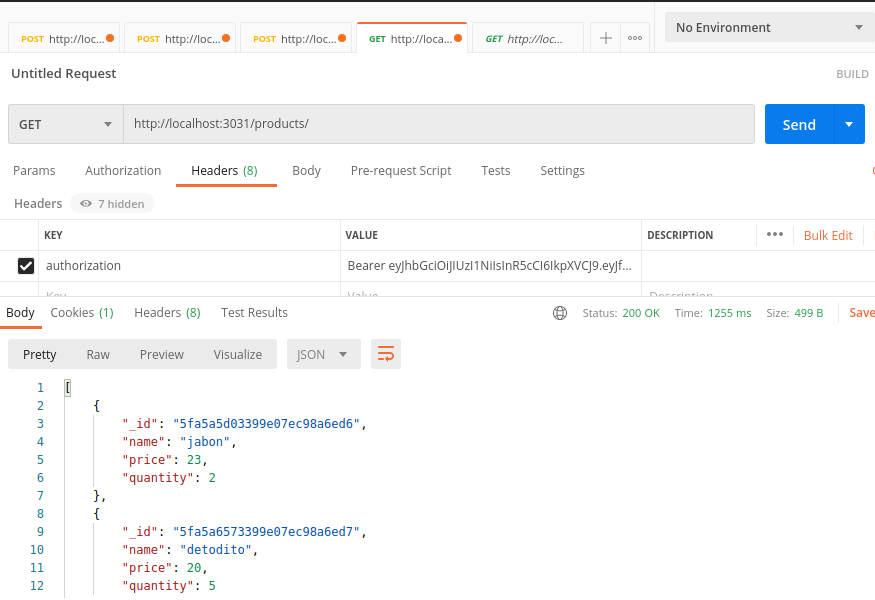 POST http://loc... POST http://loc... POST http://loc... GET http://loca... GET http://loc... No Environment
Untitled Request BUILD
GET http://localhost:3031/products/ Send
Params Authorization Headers (8) Body Pre-request Script Tests Settings
Headers 7 hidden
KEY VALUE DESCRIPTION Bulk Edit
authorization Bearer eyJhbGciOiJIUzI1NiIsInR5cCI6IkpXVCJ9.eyJf...
Key Value Description
Body Cookies (1) Headers (8) Test Results Status: 200 OK Time: 1255 ms Size: 499 B Save
Pretty Raw Preview Visualize JSON
1 [
2 {
3 "_id": "5fa5a5d03399e07ec98a6ed6",
4 "name": "jabon",
5 "price": 23,
6 "quantity": 2
7 },
8 {
9 "_id": "5fa5a6573399e07ec98a6ed7",
10 "name": "detodito",
11 "price": 20,
12 "quantity": 5